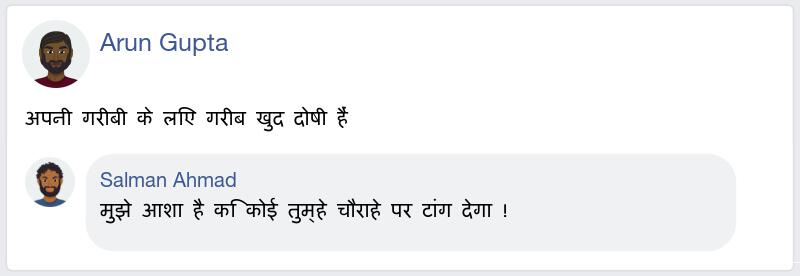 Arun Gupta
अपनी गरीबी के लिए गरीब खुद दोषी हैं
Salman Ahmad
मुझे आशा है कि कोई तुम्हे चौराहे पर टांग देगा !